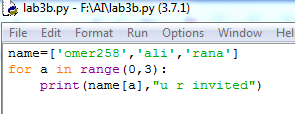 lab3b.py - F:\AI\lab3b.py (3.7.1)
File Edit Format Run Options Window Help
name=['omer258','ali','rana']
for a in range(0,3):
    print(name[a],"u r invited")